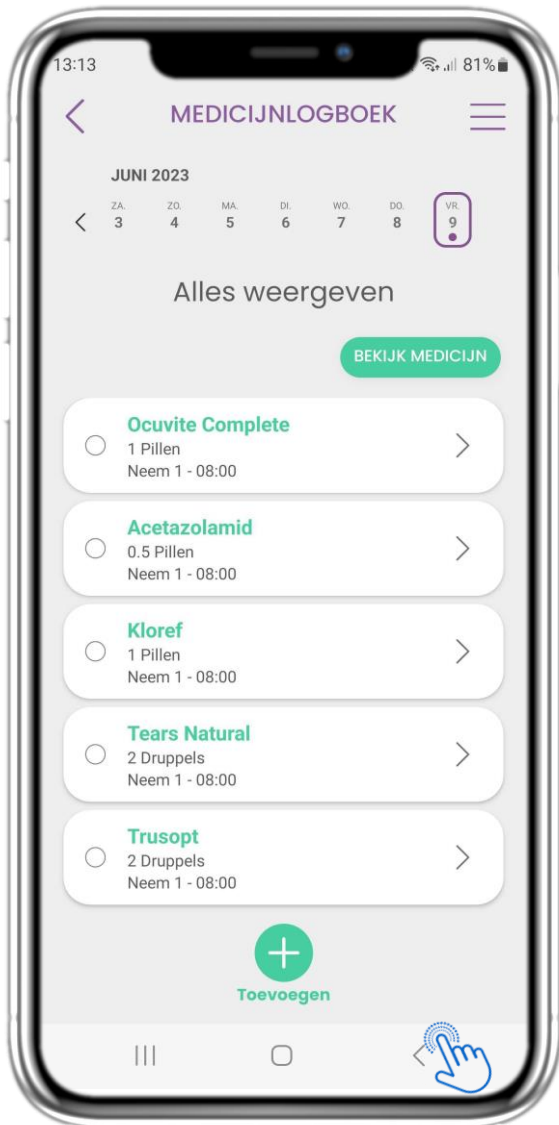 13:13
81%
MEDICIJNLOGBOEK
JUNI 2023
ZA. ZO. MA. DI. WO. DO. VR.
3 4 5 6 7 8 9
Alles weergeven
BEKIJK MEDICIJN
Ocuvite Complete
1 Pillen
Neem 1 - 08:00
Acetazolamid
0.5 Pillen
Neem 1 - 08:00
Kloref
1 Pillen
Neem 1 - 08:00
Tears Natural
2 Druppels
Neem 1 - 08:00
Trusopt
2 Druppels
Neem 1 - 08:00
Toevoegen